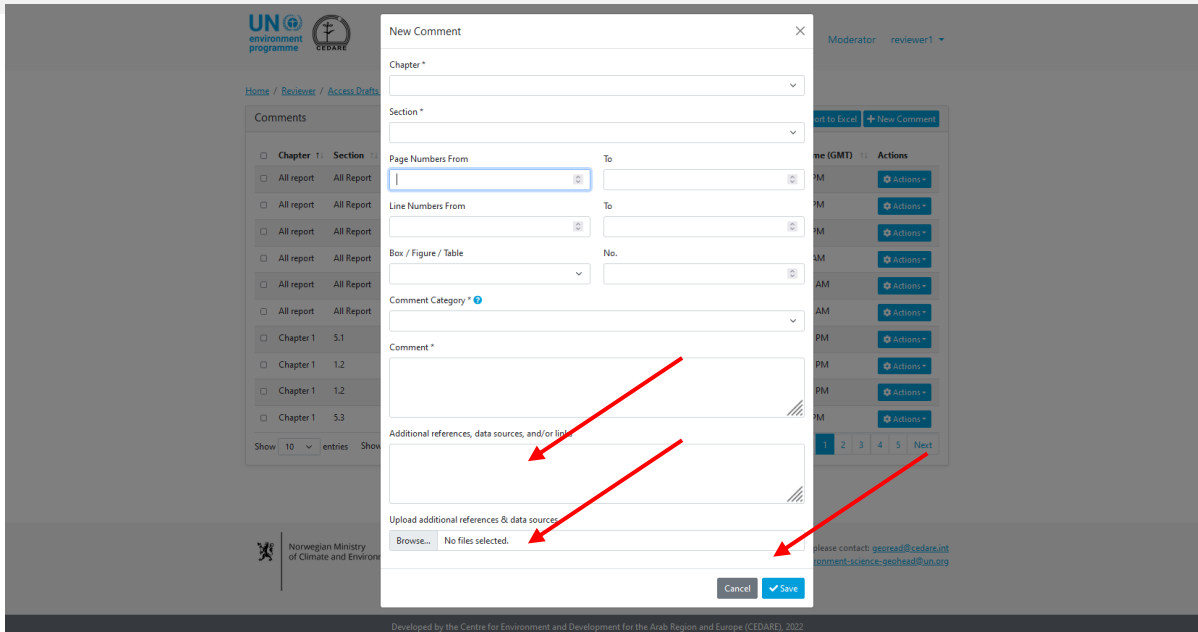 UN
environment
programme
CEDARE
New Comment
Moderator reviewer1
Chapter *
Home / Reviewer / Access Drafts
Section *
Comments
ort to Excel + New Comment
Page Numbers From To
Chapter Section me (GMT) Actions
All report All Report PM Actions
All report All Report PM Actions
Line Numbers From To
All report All Report PM Actions
Box / Figure / Table No.
All report All Report AM Actions
All report All Report AM Actions
Comment Category *
All report All Report AM Actions
Chapter 1 5.1 PM Actions
Comment *
Chapter 1 1.2 PM Actions
Chapter 1 1.2 PM Actions
Chapter 1 5.3 PM Actions
Additional references, data sources, and/or links
Show 10 entries Show 1 2 3 4 5 Next
Upload additional references & data sources
Browse... No files selected.
Norwegian Ministry
of Climate and Environ
please contact: georead@cedare.int
ronment-science-geohead@un.org
Cancel Save
Developed by the Centre for Environment and Development for the Arab Region and Europe (CEDARE), 2022